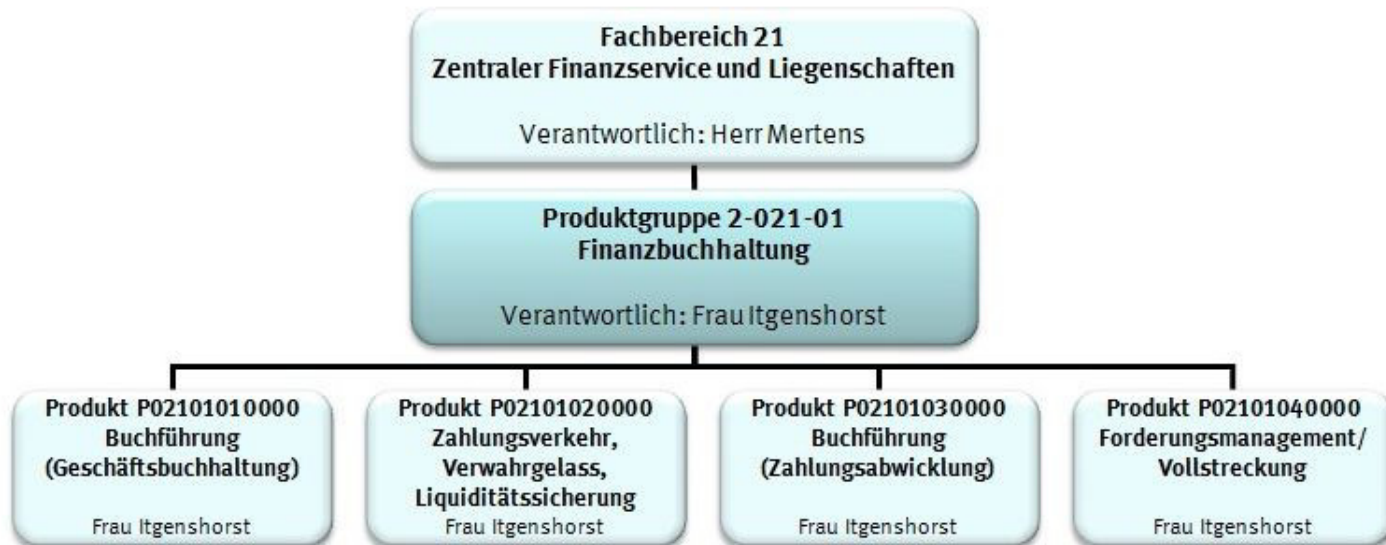 Fachbereich 21
Zentraler Finanzservice und Liegenschaften
Verantwortlich: Herr Mertens
Produktgruppe 2-021-01
Finanzbuchhaltung
Verantwortlich: Frau Itgenshorst
Produkt P02101010000
Buchführung
(Geschäftsbuchhaltung)
Frau Itgenshorst
Produkt P02101020000
Zahlungsverkehr,
Verwahrgelass,
Liquiditätssicherung
Frau Itgenshorst
Produkt P02101030000
Buchführung
(Zahlungsabwicklung)
Frau Itgenshorst
Produkt P02101040000
Forderungsmanagement/
Vollstreckung
Frau Itgenshorst